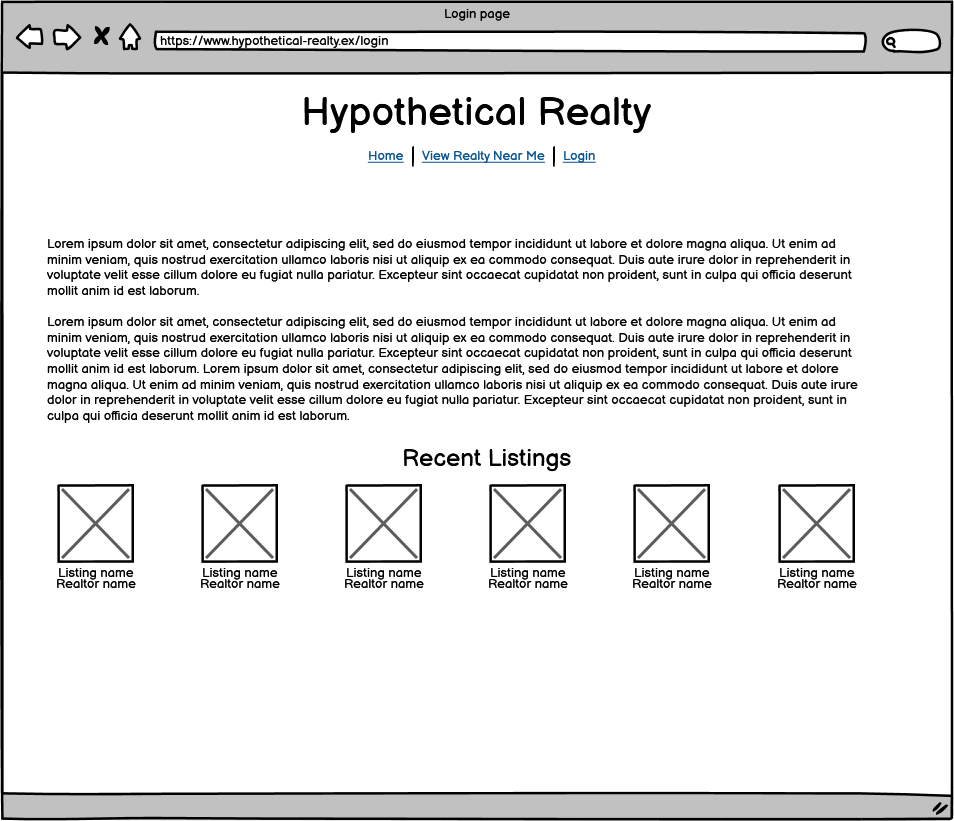 Login page
https://www.hypothetical-realty.ex/login
Hypothetical Realty
Home | View Realty Near Me | Login
Lorem ipsum dolor sit amet, consectetur adipiscing elit, sed do eiusmod tempor incididunt ut labore et dolore magna aliqua. Ut enim ad
minim veniam, quis nostrud exercitation ullamco laboris nisi ut aliquip ex ea commodo consequat. Duis aute irure dolor in reprehenderit in
voluptate velit esse cillum dolore eu fugiat nulla pariatur. Excepteur sint occaecat cupidatat non proident, sunt in culpa qui officia deserunt
mollit anim id est laborum.
Lorem ipsum dolor sit amet, consectetur adipiscing elit, sed do eiusmod tempor incididunt ut labore et dolore magna aliqua. Ut enim ad
minim veniam, quis nostrud exercitation ullamco laboris nisi ut aliquip ex ea commodo consequat. Duis aute irure dolor in reprehenderit in
voluptate velit esse cillum dolore eu fugiat nulla pariatur. Excepteur sint occaecat cupidatat non proident, sunt in culpa qui officia deserunt
mollit anim id est laborum. Lorem ipsum dolor sit amet, consectetur adipiscing elit, sed do eiusmod tempor incididunt ut labore et dolore
magna aliqua. Ut enim ad minim veniam, quis nostrud exercitation ullamco laboris nisi ut aliquip ex ea commodo consequat. Duis aute irure
dolor in reprehenderit in voluptate velit esse cillum dolore eu fugiat nulla pariatur. Excepteur sint occaecat cupidatat non proident, sunt in
culpa qui officia deserunt mollit anim id est laborum.
Recent Listings
Listing name Listing name Listing name Listing name Listing name Listing name
Realtor name Realtor name Realtor name Realtor name Realtor name Realtor name